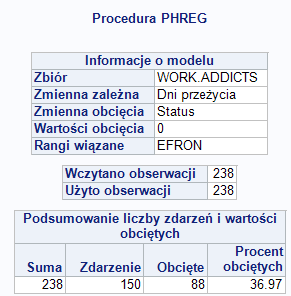 Procedura PHREG
Informacje o modelu
Zbiór WORK.ADDICTS
Zmienna zależna Dni przeżycia
Zmienna obcięcia Status
Wartości obcięcia 0
Rangi wiązane EFRON
Wczytano obserwacji 238
Użyto obserwacji 238
Podsumowanie liczby zdarzeń i wartości
obciętych
Suma Zdarzenie Obcięte Procent obciętych
238 150 88 36.97